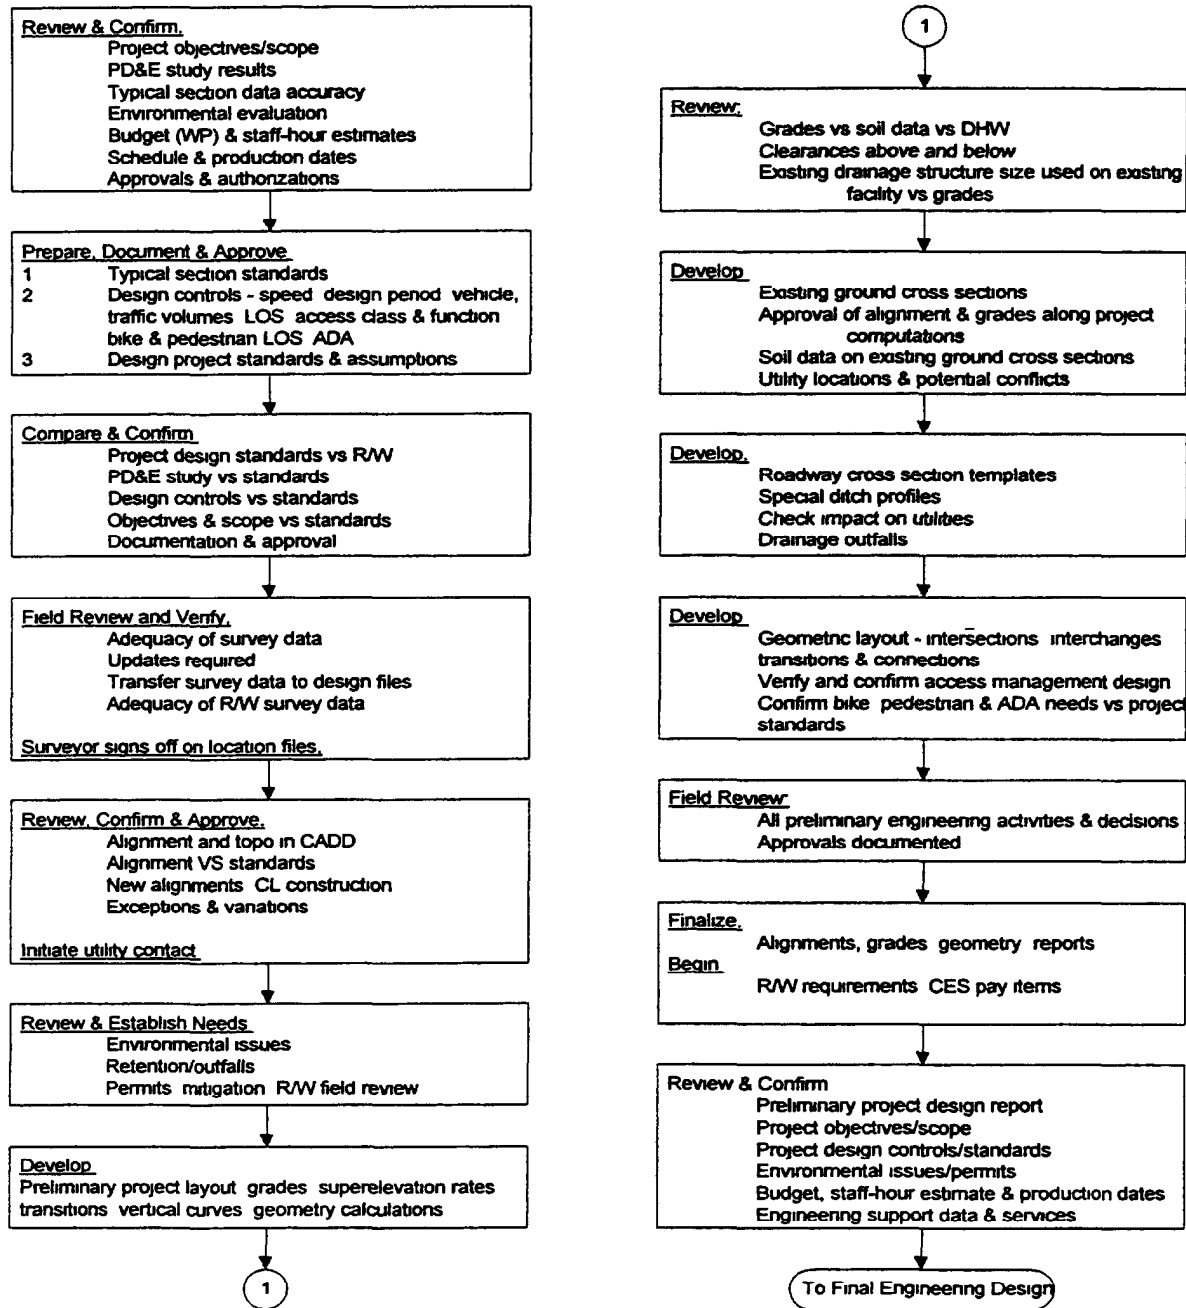 Review & Confirm.
Project objectives/scope
PD&E study results
Typical section data accuracy
Environmental evaluation
Budget (WP) & staff-hour estimates
Schedule & production dates
Approvals & authorizations
Prepare, Document & Approve
1 Typical section standards
2 Design controls - speed design period vehicle,
traffic volumes LOS access class & function
bike & pedestrian LOS ADA
3 Design project standards & assumptions
Compare & Confirm
Project design standards vs R/W
PD&E study vs standards
Design controls vs standards
Objectives & scope vs standards
Documentation & approval
Field Review and Verify.
Adequacy of survey data
Updates required
Transfer survey data to design files
Adequacy of R/W survey data
Surveyor signs off on location files.
Review, Confirm & Approve.
Alignment and topo in CADD
Alignment VS standards
New alignments CL construction
Exceptions & variations
Initiate utility contact
Review & Establish Needs
Environmental issues
Retention/outfalls
Permits mitigation R/W field review
Develop
Preliminary project layout grades superelevation rates
transitions vertical curves geometry calculations
1
1
Review:
Grades vs soil data vs DHW
Clearances above and below
Existing drainage structure size used on existing
facility vs grades
Develop
Existing ground cross sections
Approval of alignment & grades along project
computations
Soil data on existing ground cross sections
Utility locations & potential conflicts
Develop.
Roadway cross section templates
Special ditch profiles
Check impact on utilities
Drainage outfalls
Develop
Geometric layout - intersections interchanges
transitions & connections
Verify and confirm access management design
Confirm bike pedestrian & ADA needs vs project
standards
Field Review
All preliminary engineering activities & decisions
Approvals documented
Finalize.
Alignments, grades geometry reports
Begin
R/W requirements CES pay items
Review & Confirm
Preliminary project design report
Project objectives/scope
Project design controls/standards
Environmental issues/permits
Budget, staff-hour estimate & production dates
Engineering support data & services
To Final Engineering Design